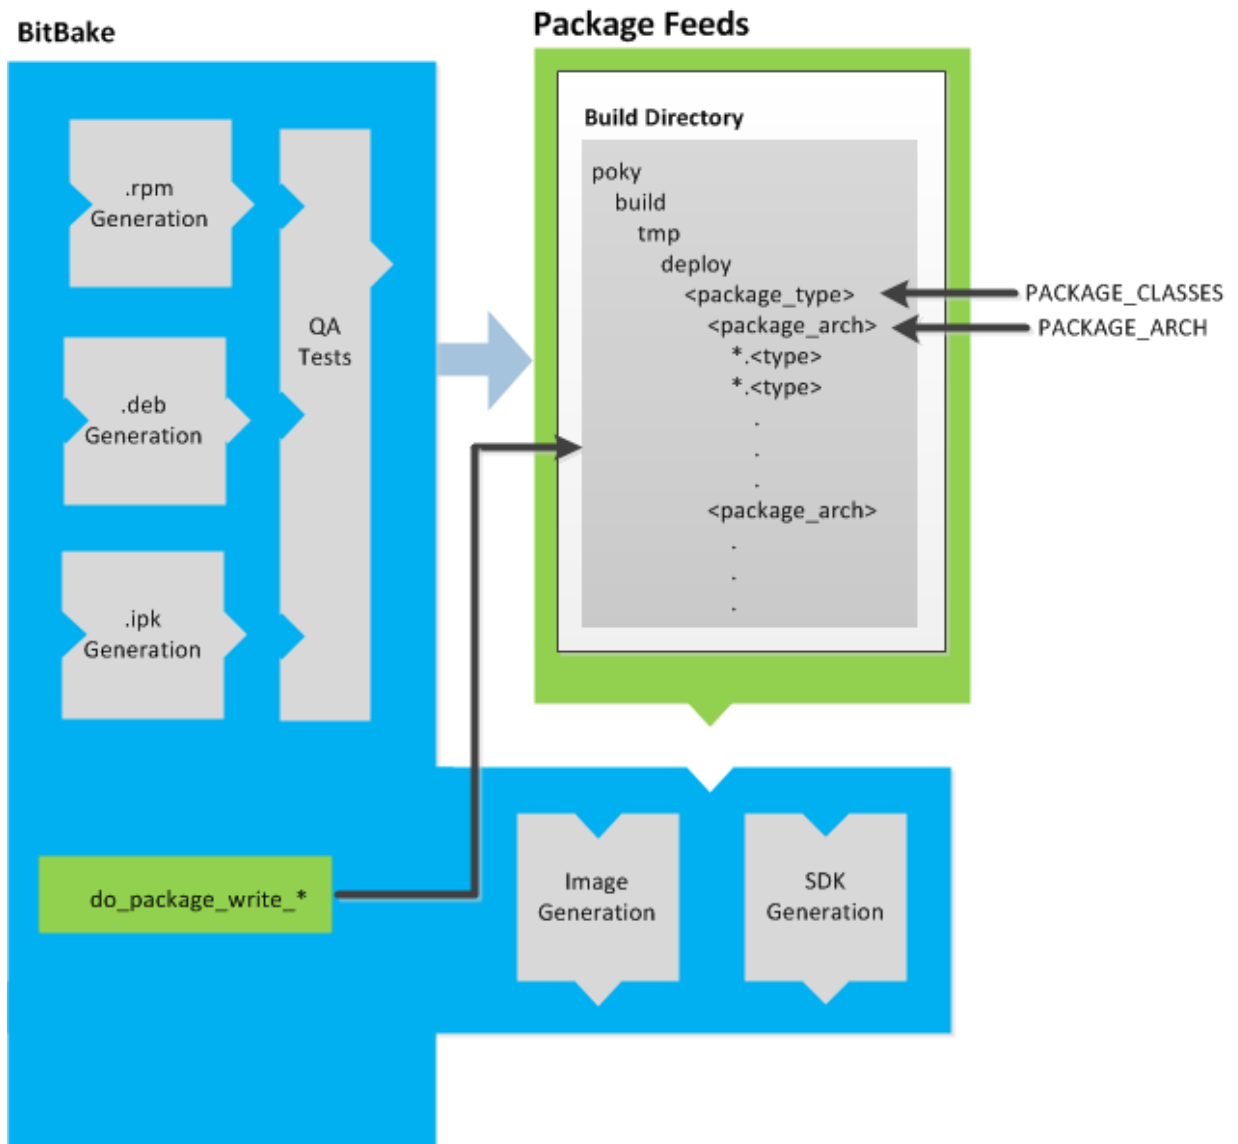 BitBake
Package Feeds
.rpm
Generation
QA
Tests
.deb
Generation
.ipk
Generation
Build Directory
poky
build
tmp
deploy
<package_type>
PACKAGE_CLASSES
<package_arch>
PACKAGE_ARCH
*.<type>
*.<type>
.
.
.
<package_arch>
.
.
.
do_package_write_*
Image
Generation
SDK
Generation